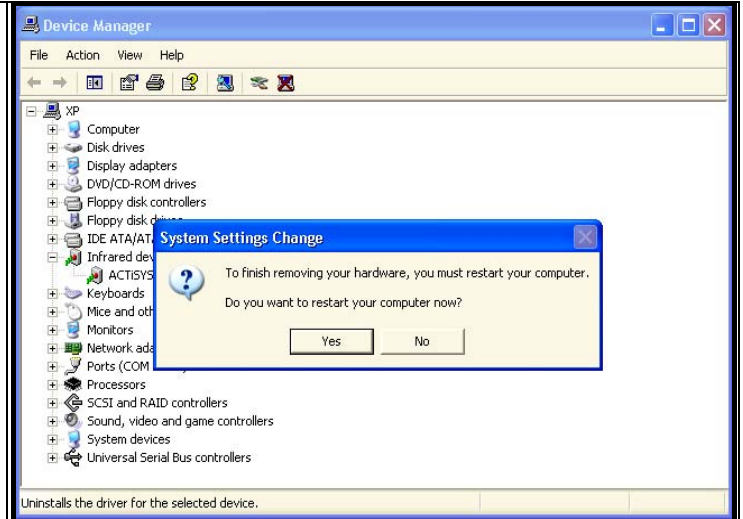 Device Manager
File Action View Help
XP
Computer
Disk drives
Display adapters
DVD/CD-ROM drives
Floppy disk controllers
Floppy disk
IDE ATA/AT
System Settings Change
Infrared dev
To finish removing your hardware, you must restart your computer.
ACTiSYS
Do you want to restart your computer now?
Keyboards
Mice and oth
Yes No
Monitors
Network ada
Ports (COM
Processors
SCSI and RAID controllers
Sound, video and game controllers
System devices
Universal Serial Bus controllers
Uninstalls the driver for the selected device.